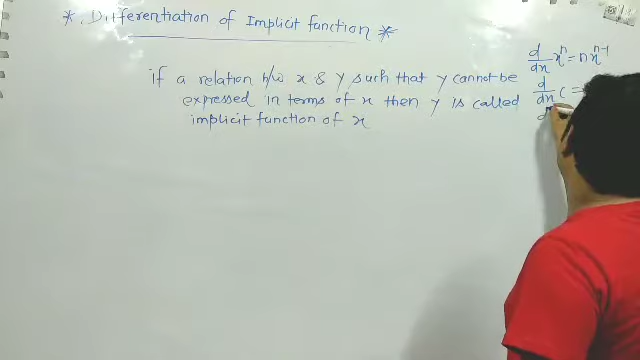 * Differentiation of Implicit function *
If a relation b/w x & y such that y cannot be
expressed in terms of x then y is called
implicit function of x
d/dx x^n = n x^(n-1)
d/dx c =
d